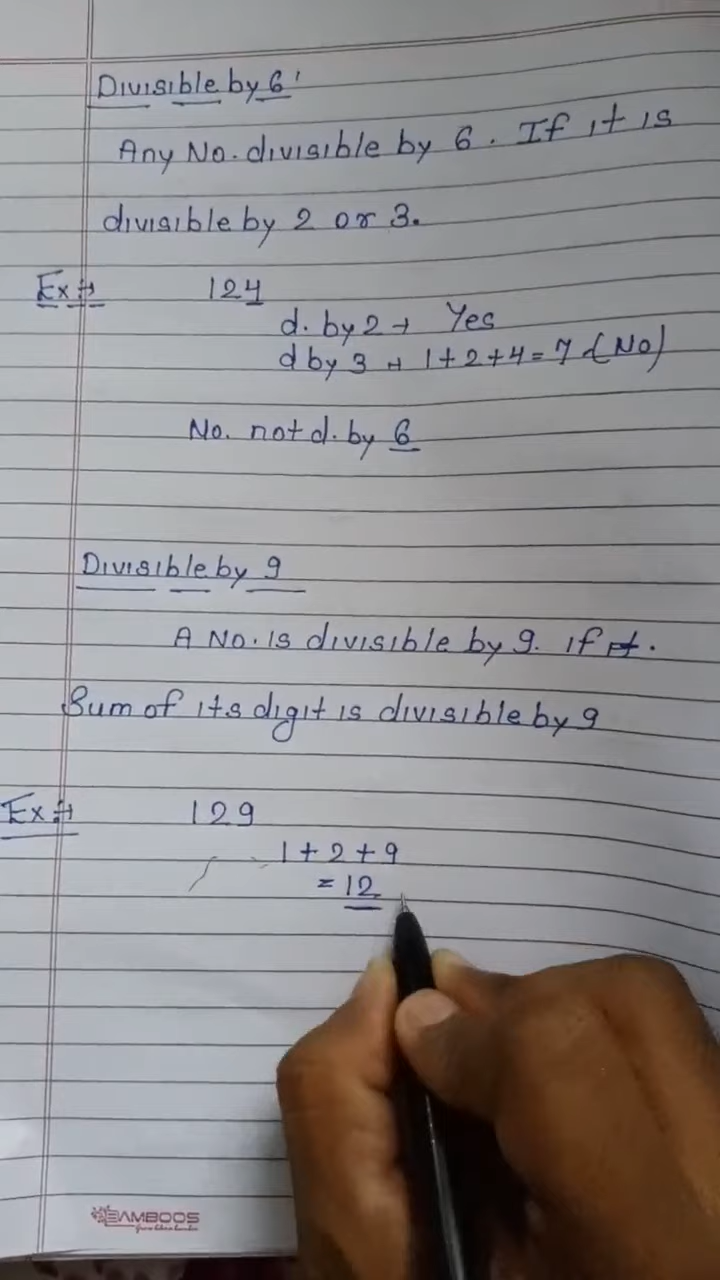 Divisible by 6'
Any No. divisible by 6. If it is
divisible by 2 or 3.
Ex:→ 124
d. by 2 → Yes
d by 3 → 1+2+4=7 (No)
No. not d. by 6
Divisible by 9
A No. is divisible by 9. if
Sum of its digit is divisible by 9
Ex:→ 129
1+2+9
=12
BAMBOOS